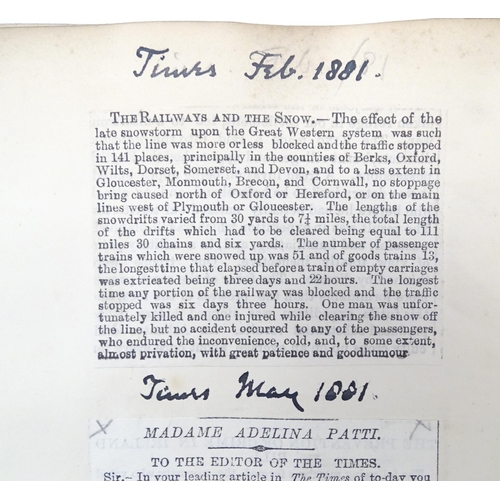 Times Feb. 1881.
THE RAILWAYS AND THE SNOW.—The effect of the
late snowstorm upon the Great Western system was such
that the line was more or less blocked and the traffic stopped
in 141 places, principally in the counties of Berks, Oxford,
Wilts, Dorset, Somerset, and Devon, and to a less extent in
Gloucester, Monmouth, Brecon, and Cornwall, no stoppage
bring caused north of Oxford or Hereford, or on the main
lines west of Plymouth or Gloucester. The lengths of the
snowdrifts varied from 30 yards to 7¼ miles, the total length
of the drifts which had to be cleared being equal to 111
miles 30 chains and six yards. The number of passenger
trains which were snowed up was 51 and of goods trains 13,
the longest time that elapsed before a train of empty carriages
was extricated being three days and 22 hours. The longest
time any portion of the railway was blocked and the traffic
stopped was six days three hours. One man was unfor-
tunately killed and one injured while clearing the snow off
the line, but no accident occurred to any of the passengers,
who endured the inconvenience, cold, and, to some extent,
almost privation, with great patience and goodhumour.
Times May 1881.
MADAME ADELINA PATTI.
TO THE EDITOR OF THE TIMES.
Sir,—In your leading article in The Times of to-day you